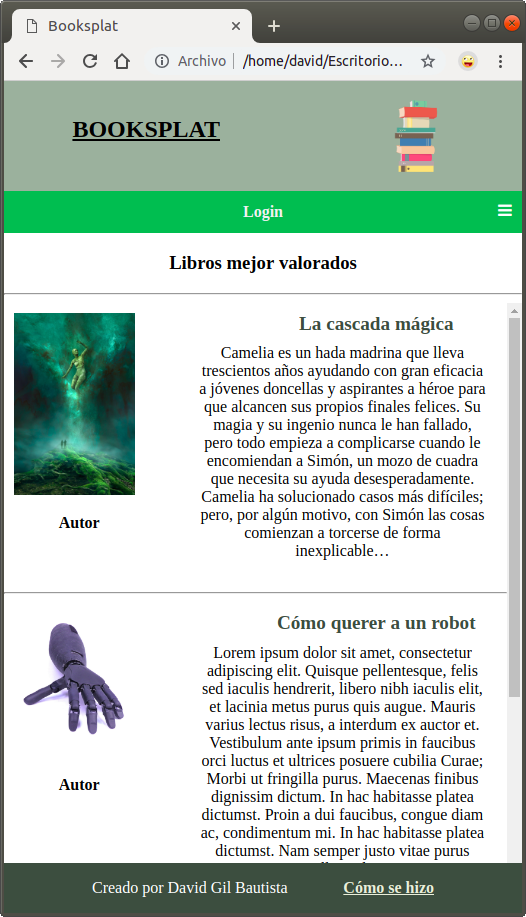 Booksplat
Archivo | /home/david/Escritorio…
BOOKSPLAT
Login
Libros mejor valorados
La cascada mágica
Camelia es un hada madrina que lleva
trescientos años ayudando con gran eficacia
a jóvenes doncellas y aspirantes a héroe para
que alcancen sus propios finales felices. Su
magia y su ingenio nunca le han fallado,
pero todo empieza a complicarse cuando le
encomiendan a Simón, un mozo de cuadra
que necesita su ayuda desesperadamente.
Camelia ha solucionado casos más difíciles;
pero, por algún motivo, con Simón las cosas
comienzan a torcerse de forma
inexplicable…
Autor
Cómo querer a un robot
Lorem ipsum dolor sit amet, consectetur
adipiscing elit. Quisque pellentesque, felis
sed iaculis hendrerit, libero nibh iaculis elit,
et lacinia metus purus quis augue. Mauris
varius lectus risus, a interdum ex auctor et.
Vestibulum ante ipsum primis in faucibus
orci luctus et ultrices posuere cubilia Curae;
Morbi ut fringilla purus. Maecenas finibus
dignissim dictum. In hac habitasse platea
dictumst. Proin a dui faucibus, congue diam
ac, condimentum mi. In hac habitasse platea
dictumst. Nam semper justo vitae purus
Autor
Creado por David Gil Bautista
Cómo se hizo